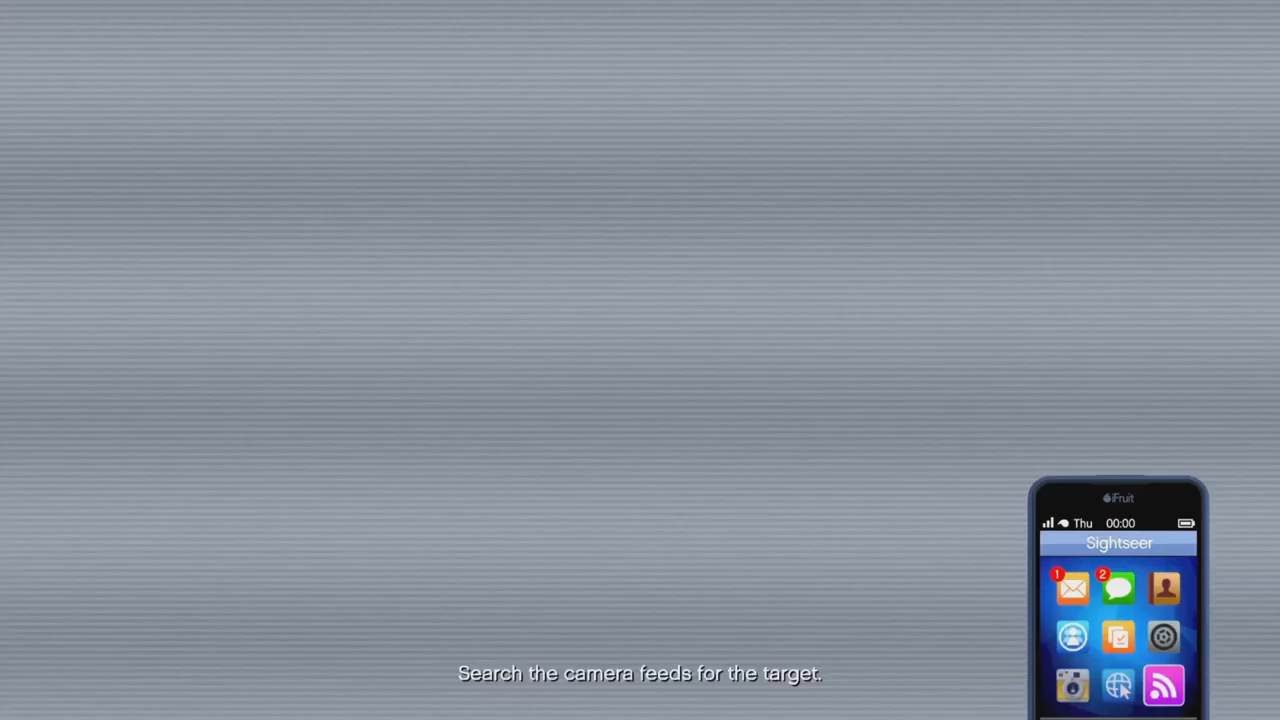 iFruit
Thu 00:00
Sightseer
1 2
Search the camera feeds for the target.